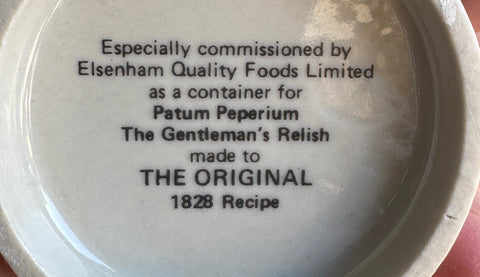 Especially commissioned by
Elsenham Quality Foods Limited
as a container for
Patum Peperium
The Gentleman's Relish
made to
THE ORIGINAL
1828 Recipe